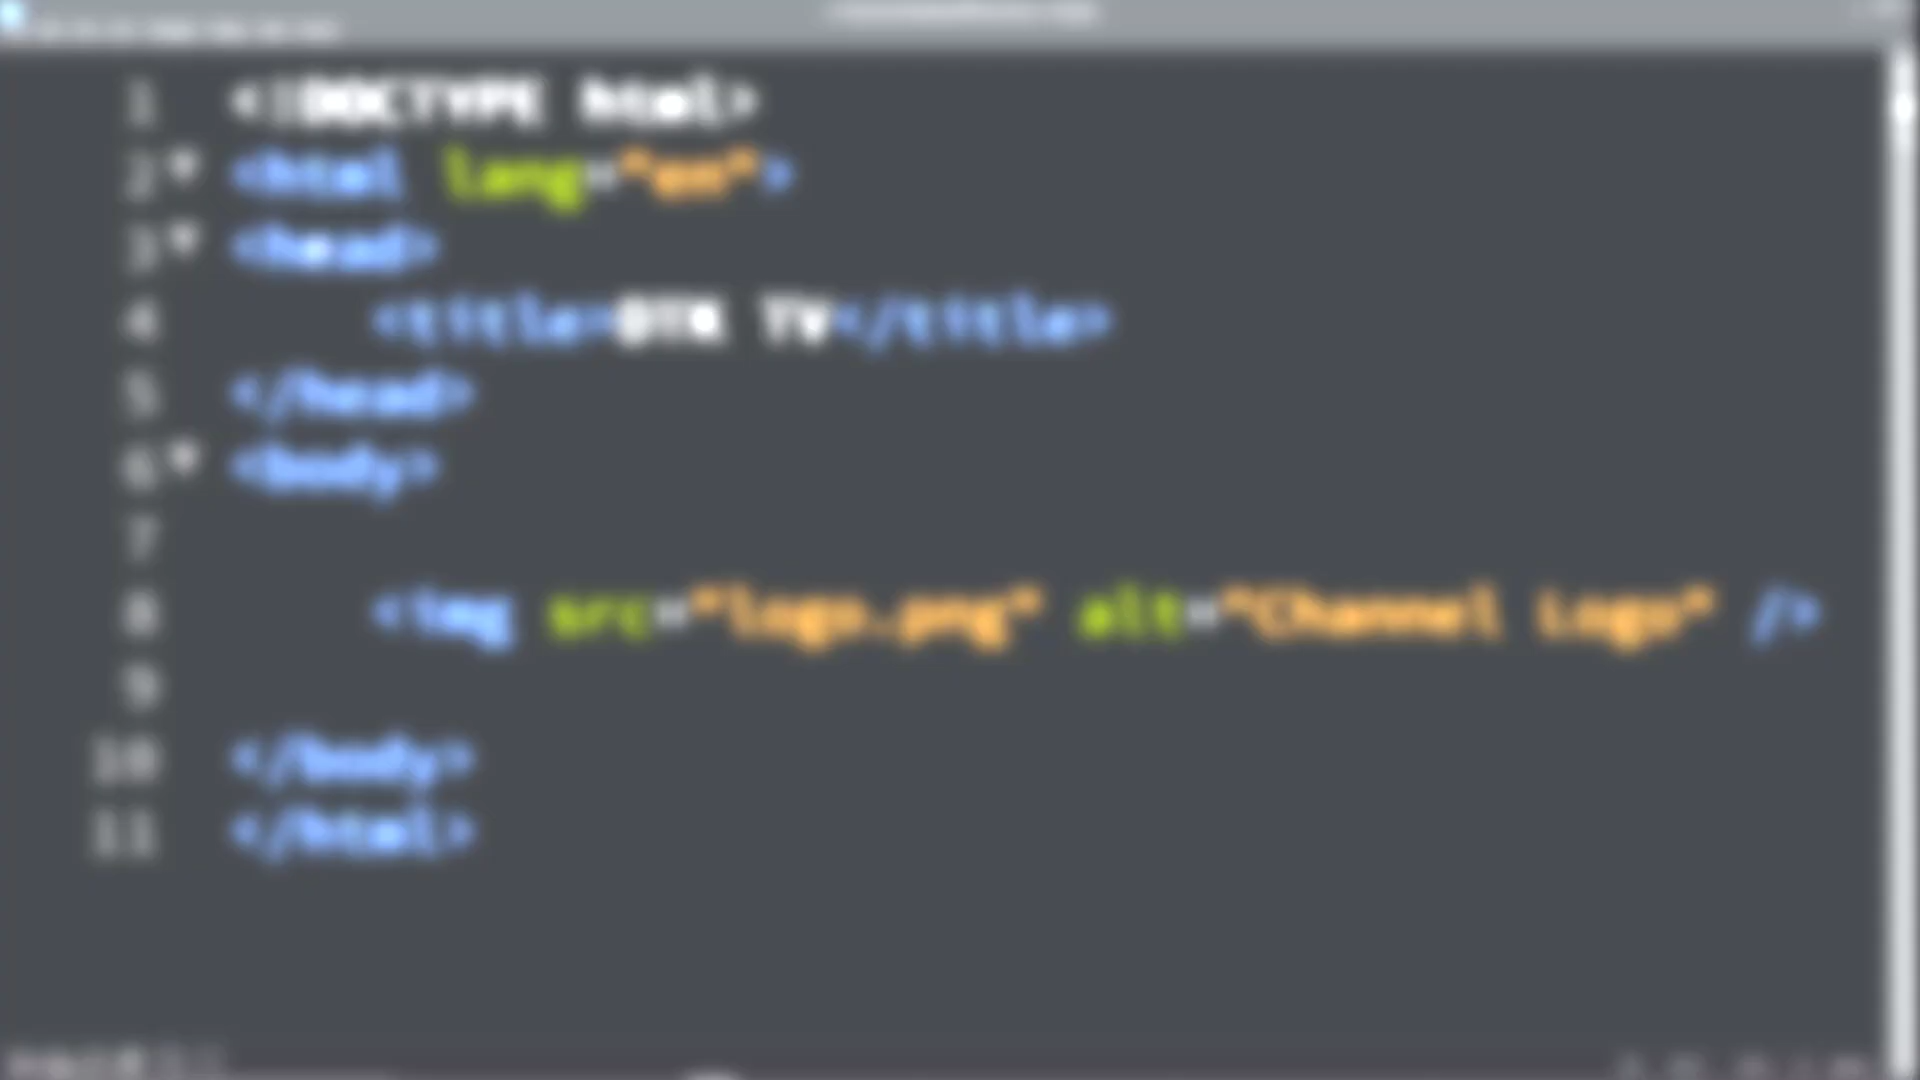 1 <!DOCTYPE html>
2 <html lang="en">
3 <head>
4 <title>DTK TV</title>
5 </head>
6 <body>
7
8 <img src="logo.png" alt="Channel Logo" />
9
10 </body>
11 </html>